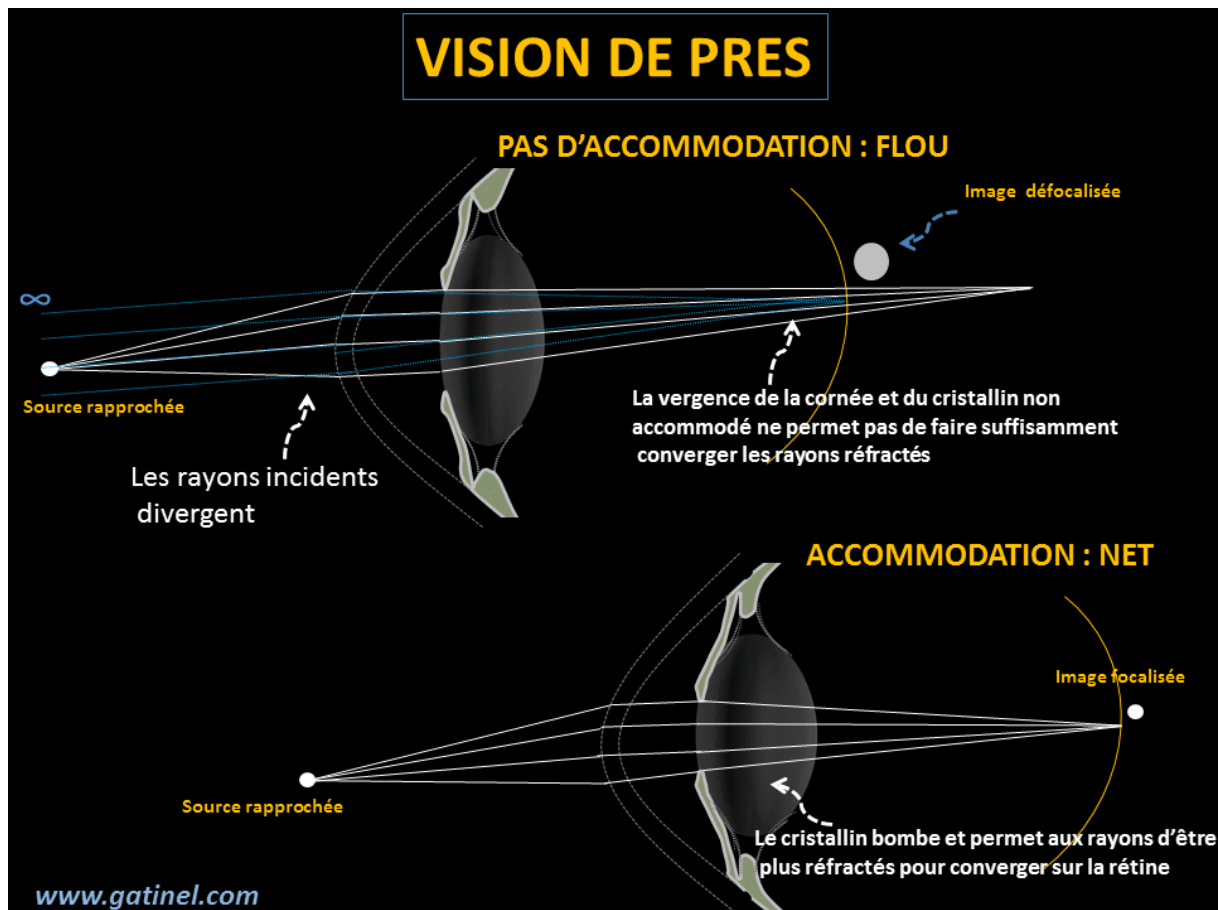 VISION DE PRES
PAS D'ACCOMMODATION : FLOU
Image défocalisée
∞
Source rapprochée
La vergence de la cornée et du cristallin non
accommodé ne permet pas de faire suffisamment
converger les rayons réfractés
Les rayons incidents
divergent
ACCOMMODATION : NET
Image focalisée
Source rapprochée
Le cristallin bombe et permet aux rayons d'être
plus réfractés pour converger sur la rétine
www.gatinel.com